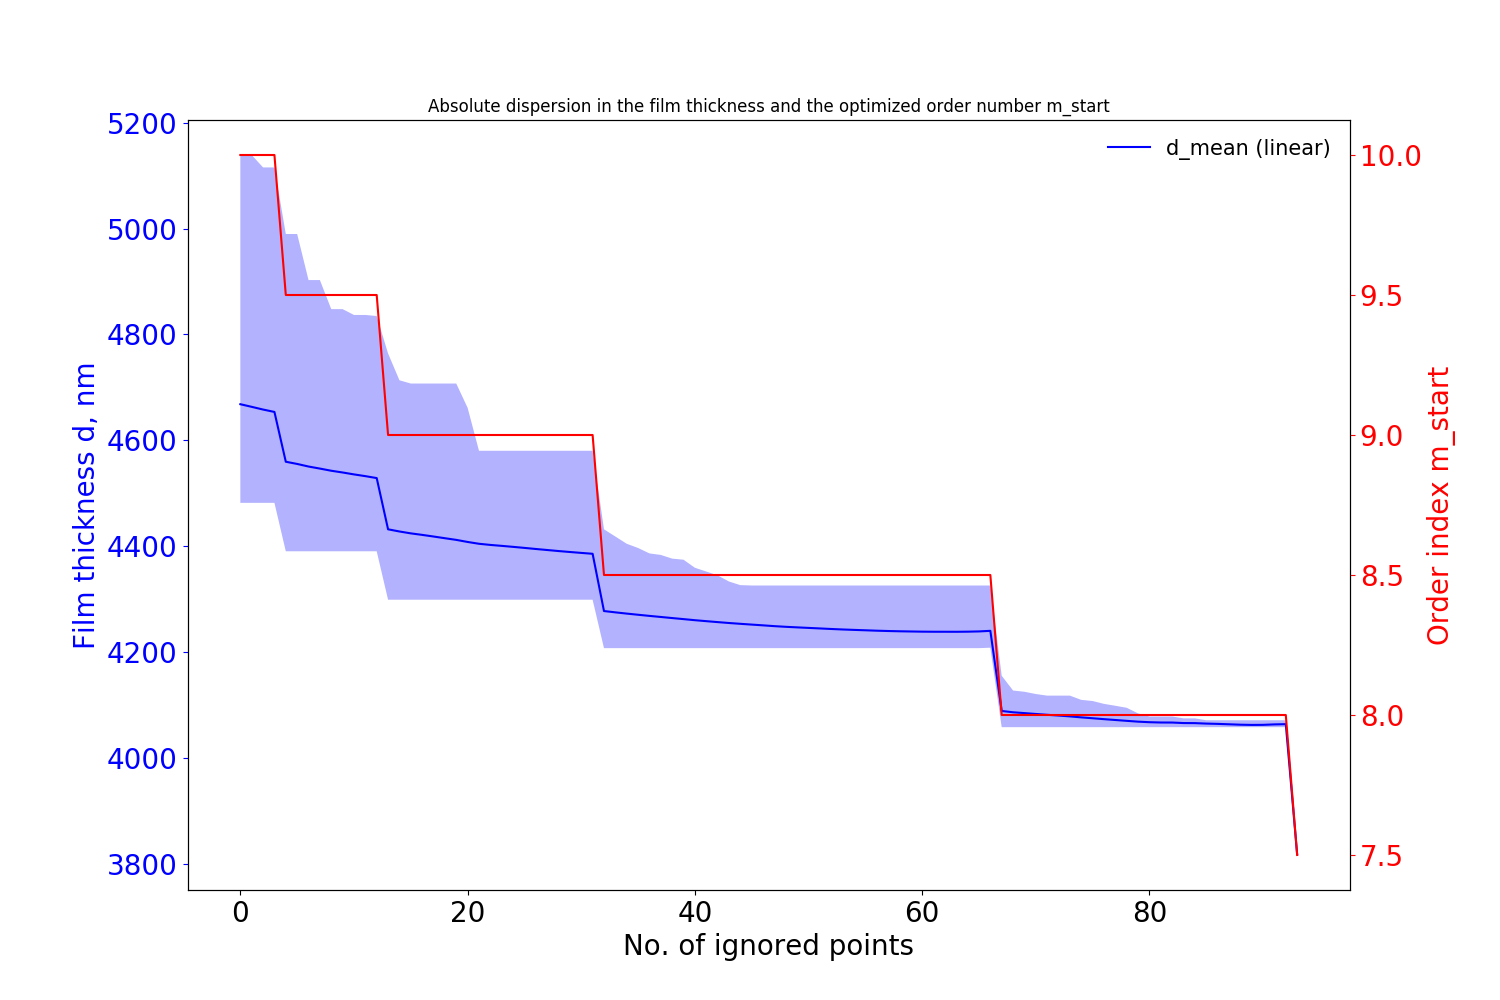 Absolute dispersion in the film thickness and the optimized order number m_start
d_mean (linear)
Film thickness d, nm
5200
5000
4800
4600
4400
4200
4000
3800
10.0
9.5
9.0
8.5
8.0
7.5
Order index m_start
0 20 40 60 80
No. of ignored points